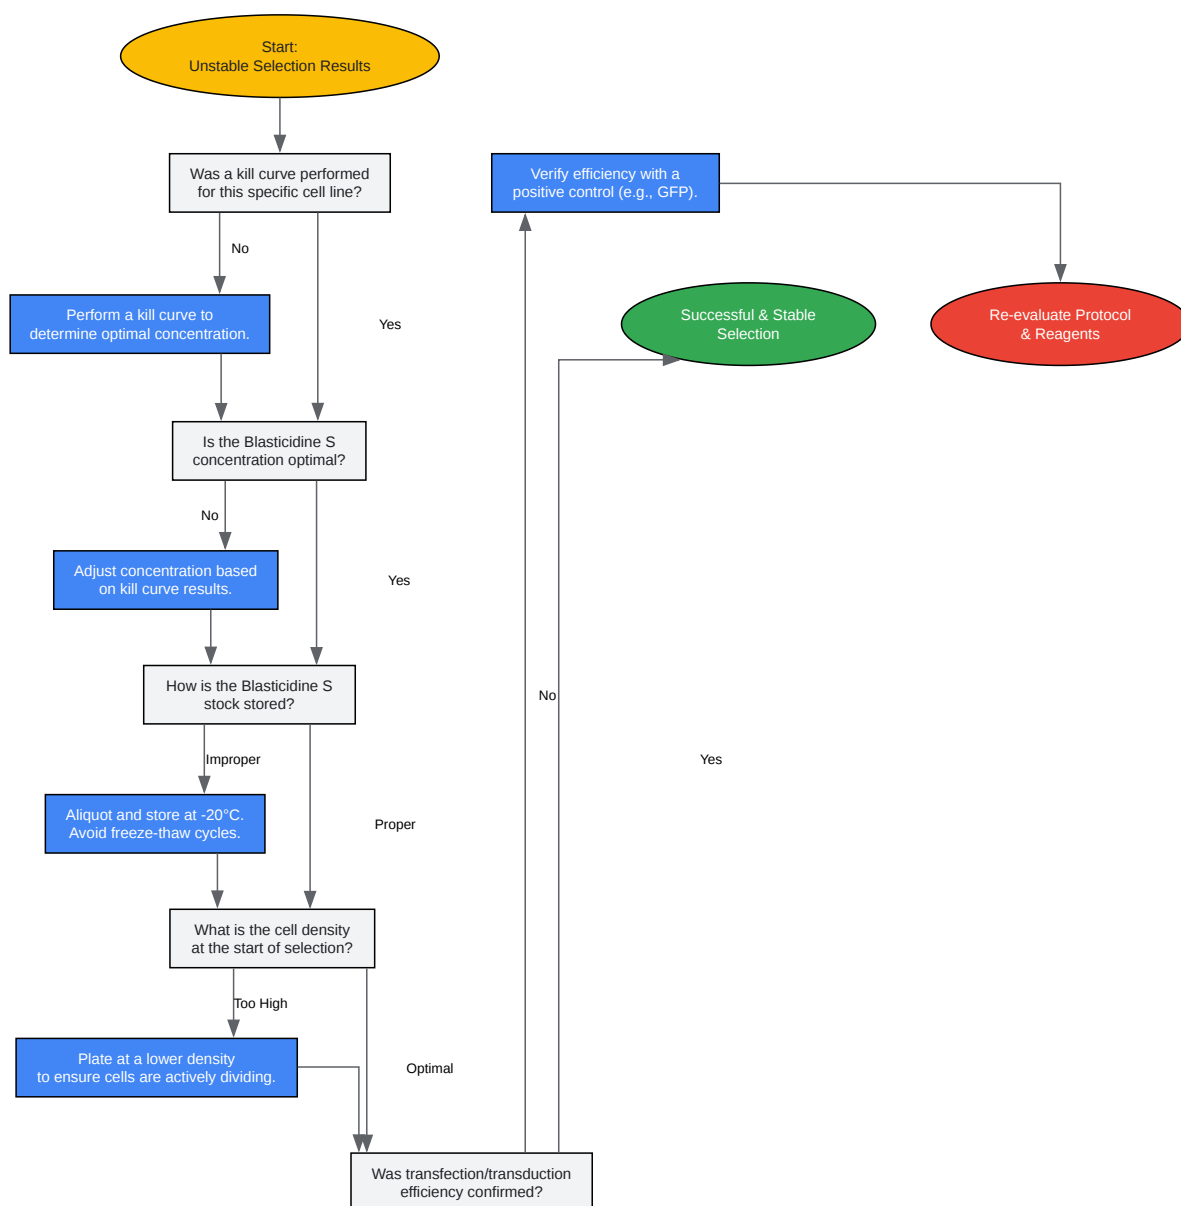 Start:
Unstable Selection Results
Was a kill curve performed
for this specific cell line?
No
Yes
Perform a kill curve to
determine optimal concentration.
Is the Blasticidine S
concentration optimal?
No
Yes
Adjust concentration based
on kill curve results.
How is the Blasticidine S
stock stored?
Improper
Proper
Aliquot and store at -20°C.
Avoid freeze-thaw cycles.
What is the cell density
at the start of selection?
Too High
Optimal
Plate at a lower density
to ensure cells are actively dividing.
Was transfection/transduction
efficiency confirmed?
No
Yes
Verify efficiency with a
positive control (e.g., GFP).
Successful & Stable
Selection
Re-evaluate Protocol
& Reagents